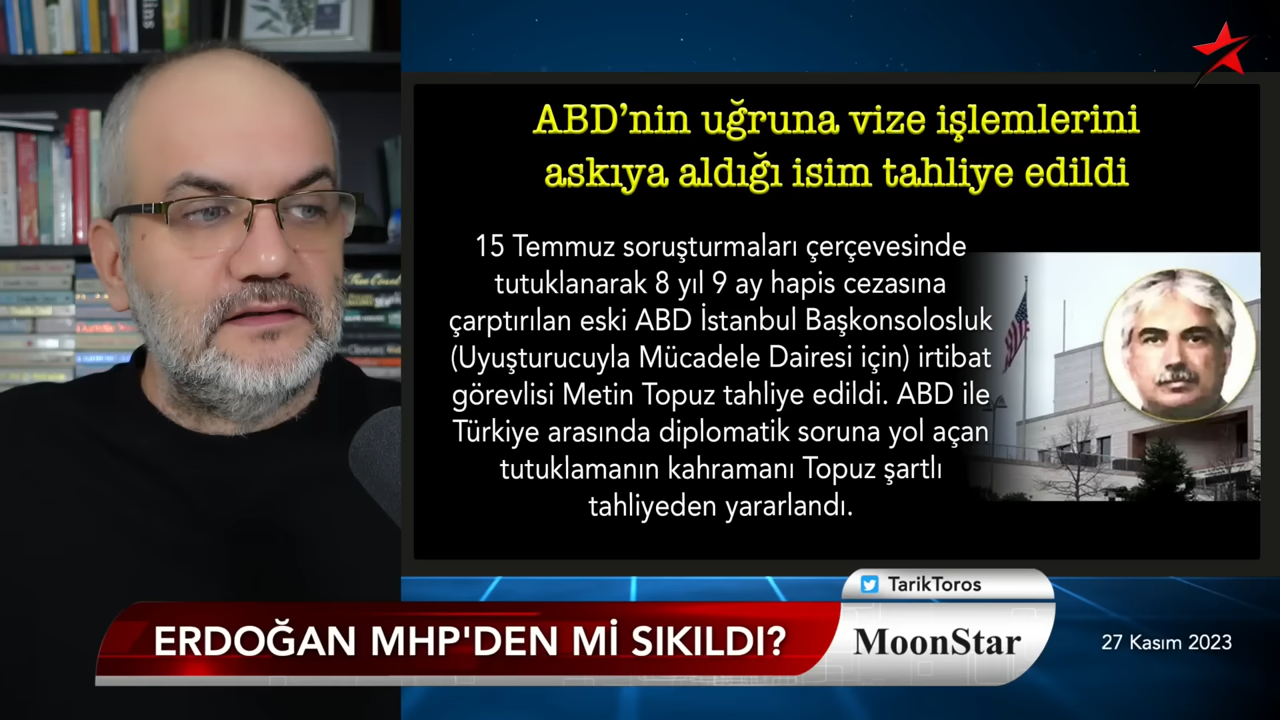 ABD'nin uğruna vize işlemlerini
askıya aldığı isim tahliye edildi
15 Temmuz soruşturmaları çerçevesinde
tutuklanarak 8 yıl 9 ay hapis cezasına
çarptırılan eski ABD İstanbul Başkonsolosluk
(Uyuşturucuyla Mücadele Dairesi için) irtibat
görevlisi Metin Topuz tahliye edildi. ABD ile
Türkiye arasında diplomatik soruna yol açan
tutuklamanın kahramanı Topuz şartlı
tahliyeden yararlandı.
TarikToros
ERDOĞAN MHP'DEN Mİ SIKILDI?
MoonStar
27 Kasım 2023